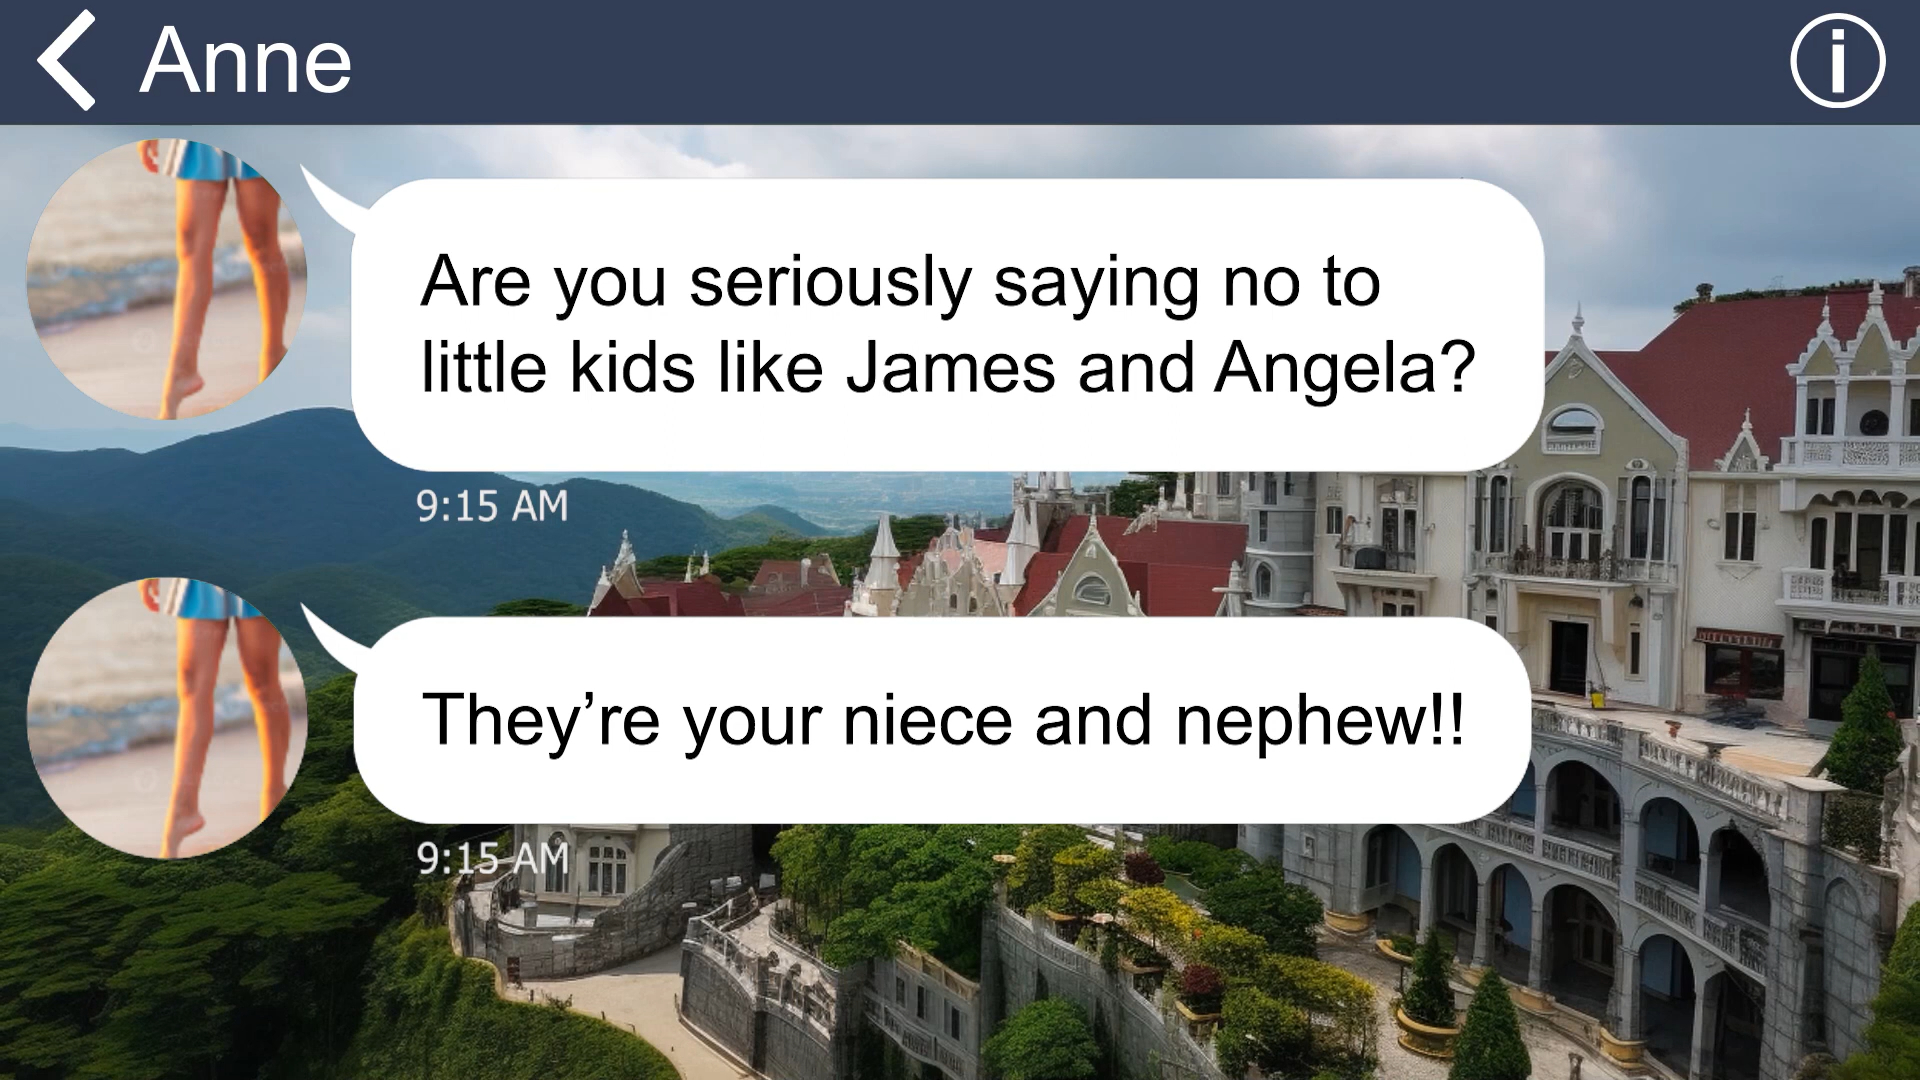 Anne
Are you seriously saying no to
little kids like James and Angela?
9:15 AM
They’re your niece and nephew!!
9:15 AM